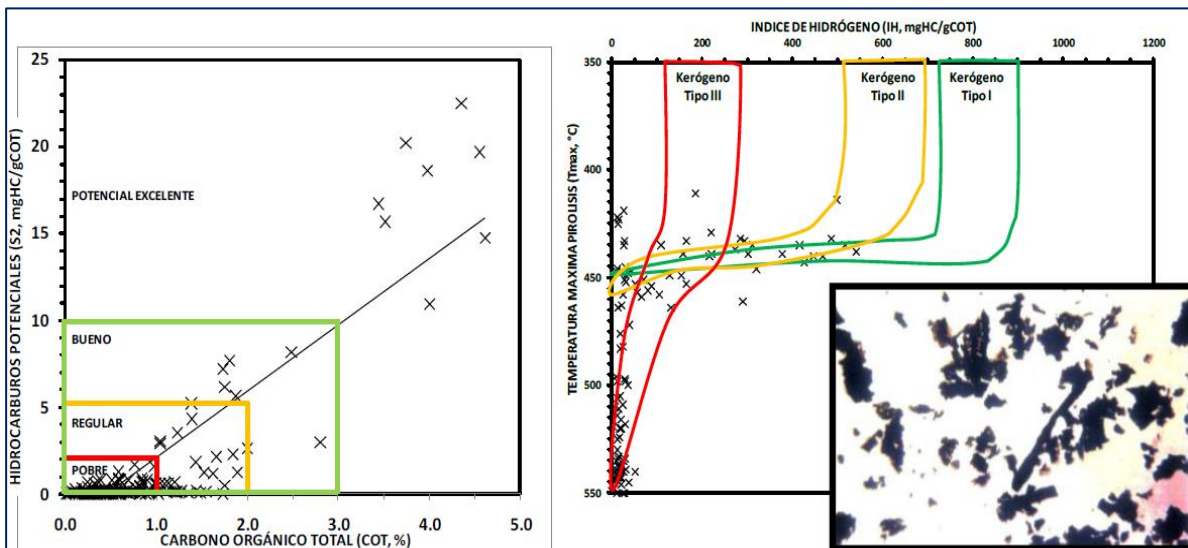 HIDROCARBUROS POTENCIALES (S2, mgHC/gCOT)
25
20
15
10
5
0
POTENCIAL EXCELENTE
BUENO
REGULAR
POBRE
0.0 1.0 2.0 3.0 4.0 5.0
CARBONO ORGÁNICO TOTAL (COT, %)
INDICE DE HIDRÓGENO (IH, mgHC/gCOT)
0 200 400 600 800 1000 1200
TEMPERATURA MAXIMA PIROLISIS (Tmax, °C)
350
400
450
500
550
Kerógeno
Tipo III
Kerógeno
Tipo II
Kerógeno
Tipo I